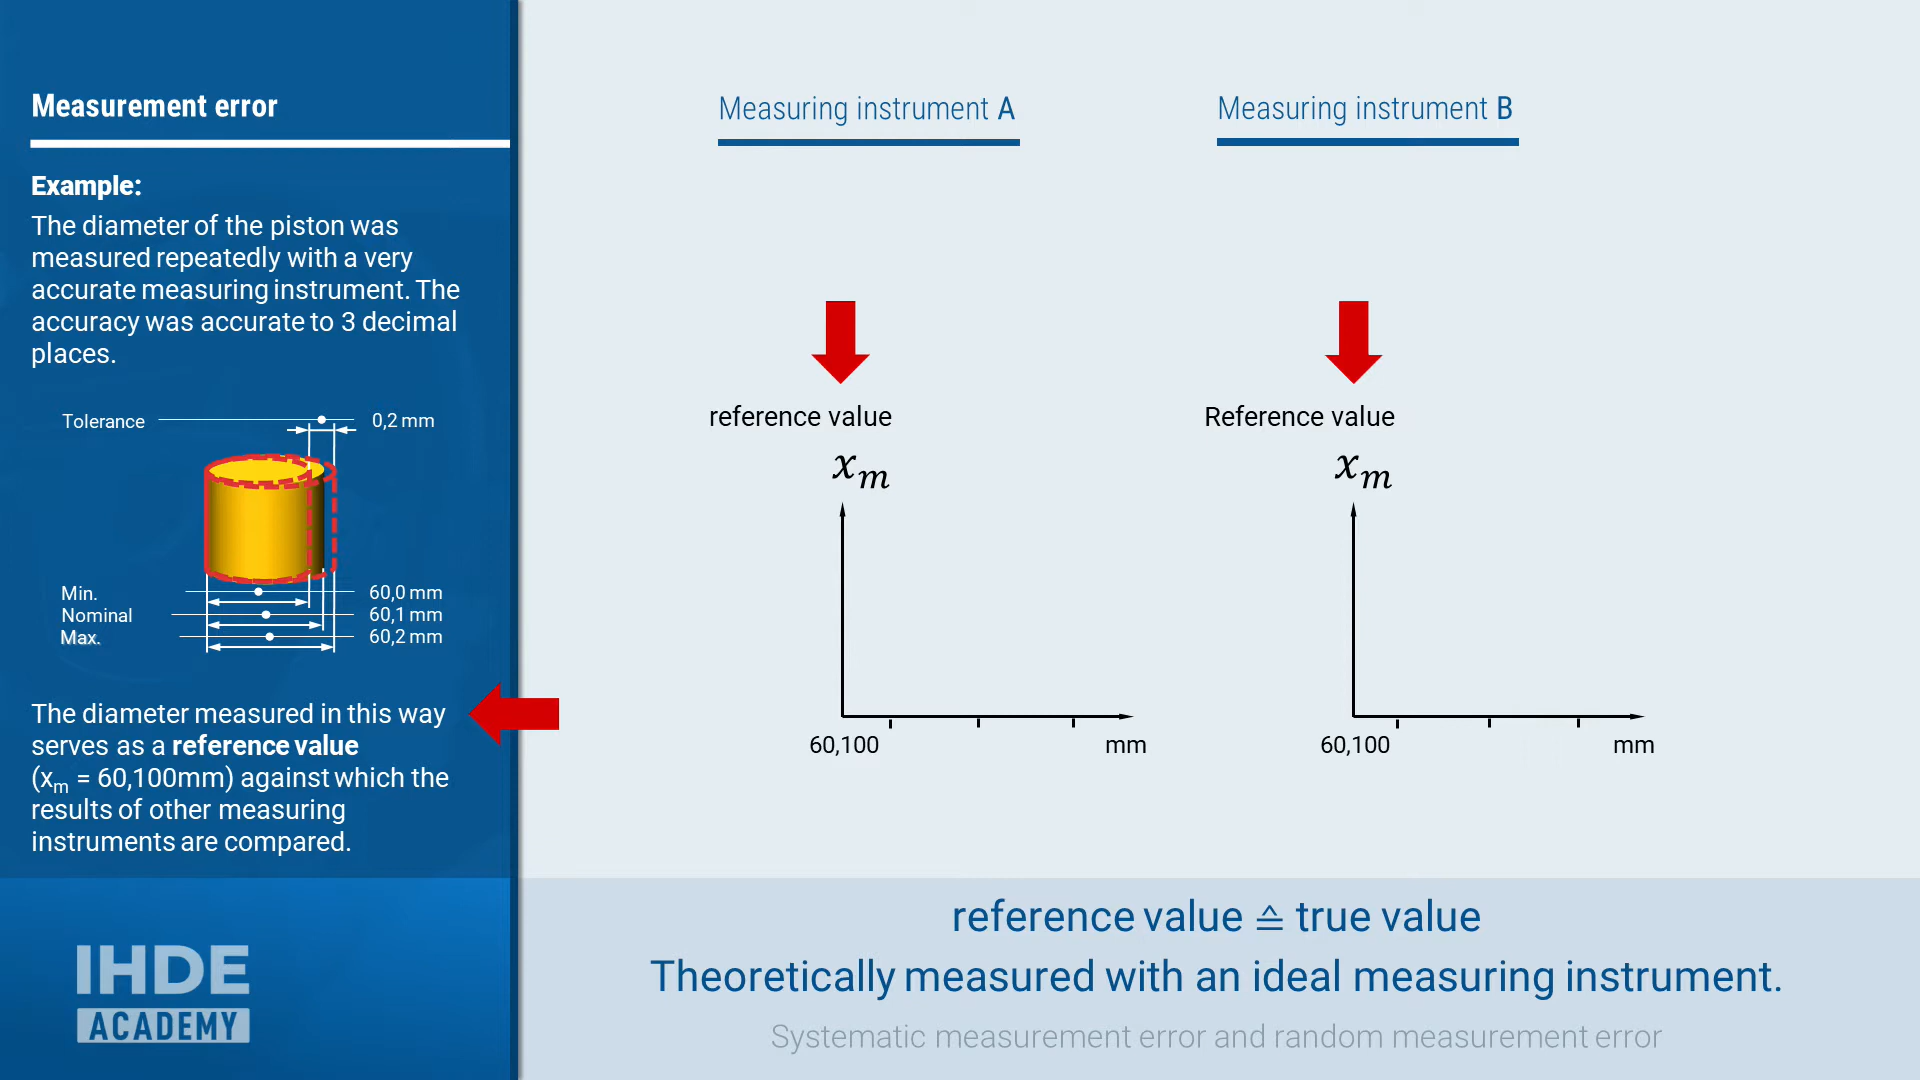 Measurement error
Example:
The diameter of the piston was
measured repeatedly with a very
accurate measuring instrument. The
accuracy was accurate to 3 decimal
places.
Tolerance 0,2 mm
Min. 60,0 mm
Nominal 60,1 mm
Max. 60,2 mm
The diameter measured in this way
serves as a reference value
(xₘ = 60,100mm) against which the
results of other measuring
instruments are compared.
IHDE
ACADEMY
Measuring instrument A
reference value
xₘ
60,100 mm
Measuring instrument B
Reference value
xₘ
60,100 mm
reference value ≙ true value
Theoretically measured with an ideal measuring instrument.
Systematic measurement error and random measurement error